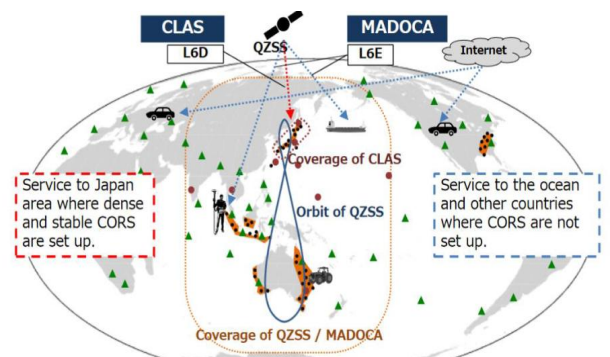 CLAS
MADOCA
QZSS
L6D
L6E
Internet
Coverage of CLAS
Service to Japan
area where dense
and stable CORS
are set up.
Orbit of QZSS
Service to the ocean
and other countries
where CORS are not
set up.
Coverage of QZSS / MADOCA